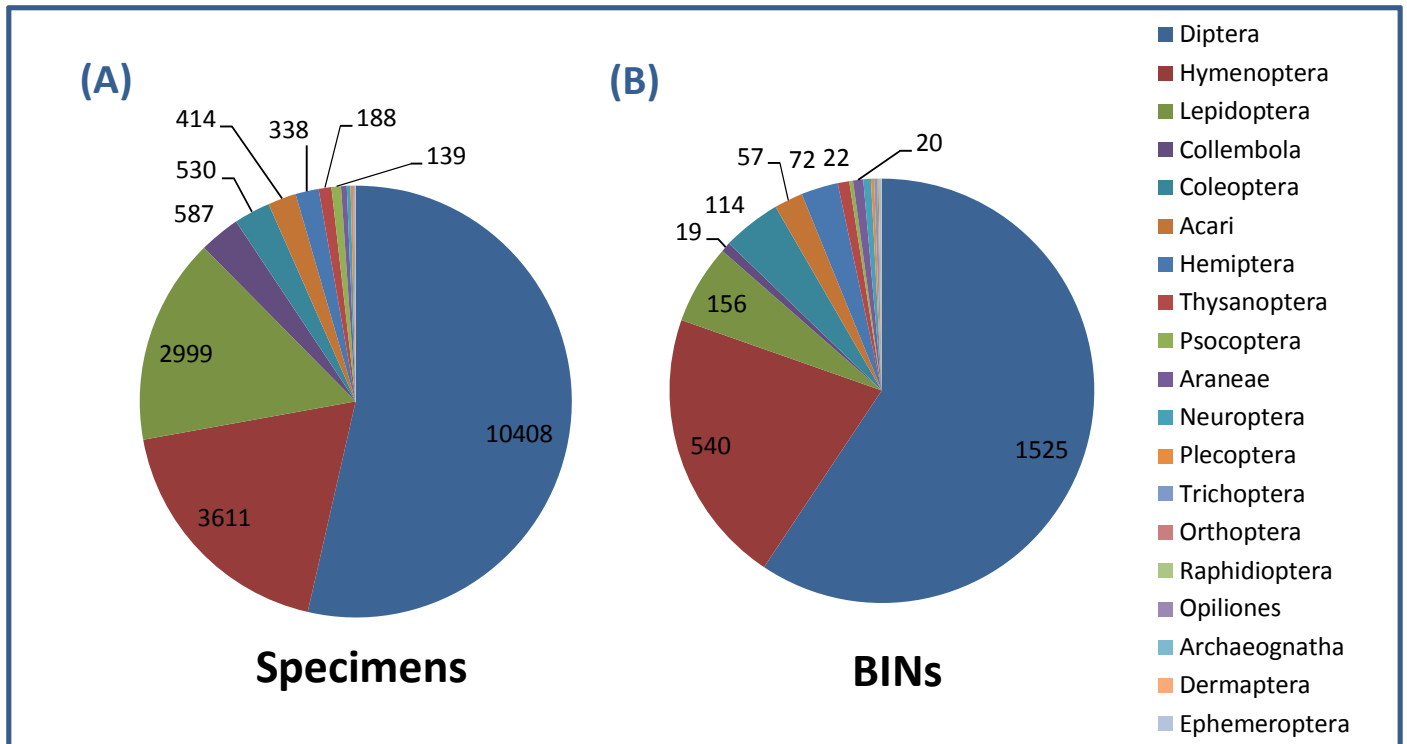 (A)
414
338
188
139
530
587
2999
10408
3611
Specimens
(B)
57
72
22
20
114
19
156
1525
540
BINs
Diptera
Hymenoptera
Lepidoptera
Collembola
Coleoptera
Acari
Hemiptera
Thysanoptera
Psocoptera
Araneae
Neuroptera
Plecoptera
Trichoptera
Orthoptera
Raphidioptera
Opiliones
Archaeognatha
Dermaptera
Ephemeroptera